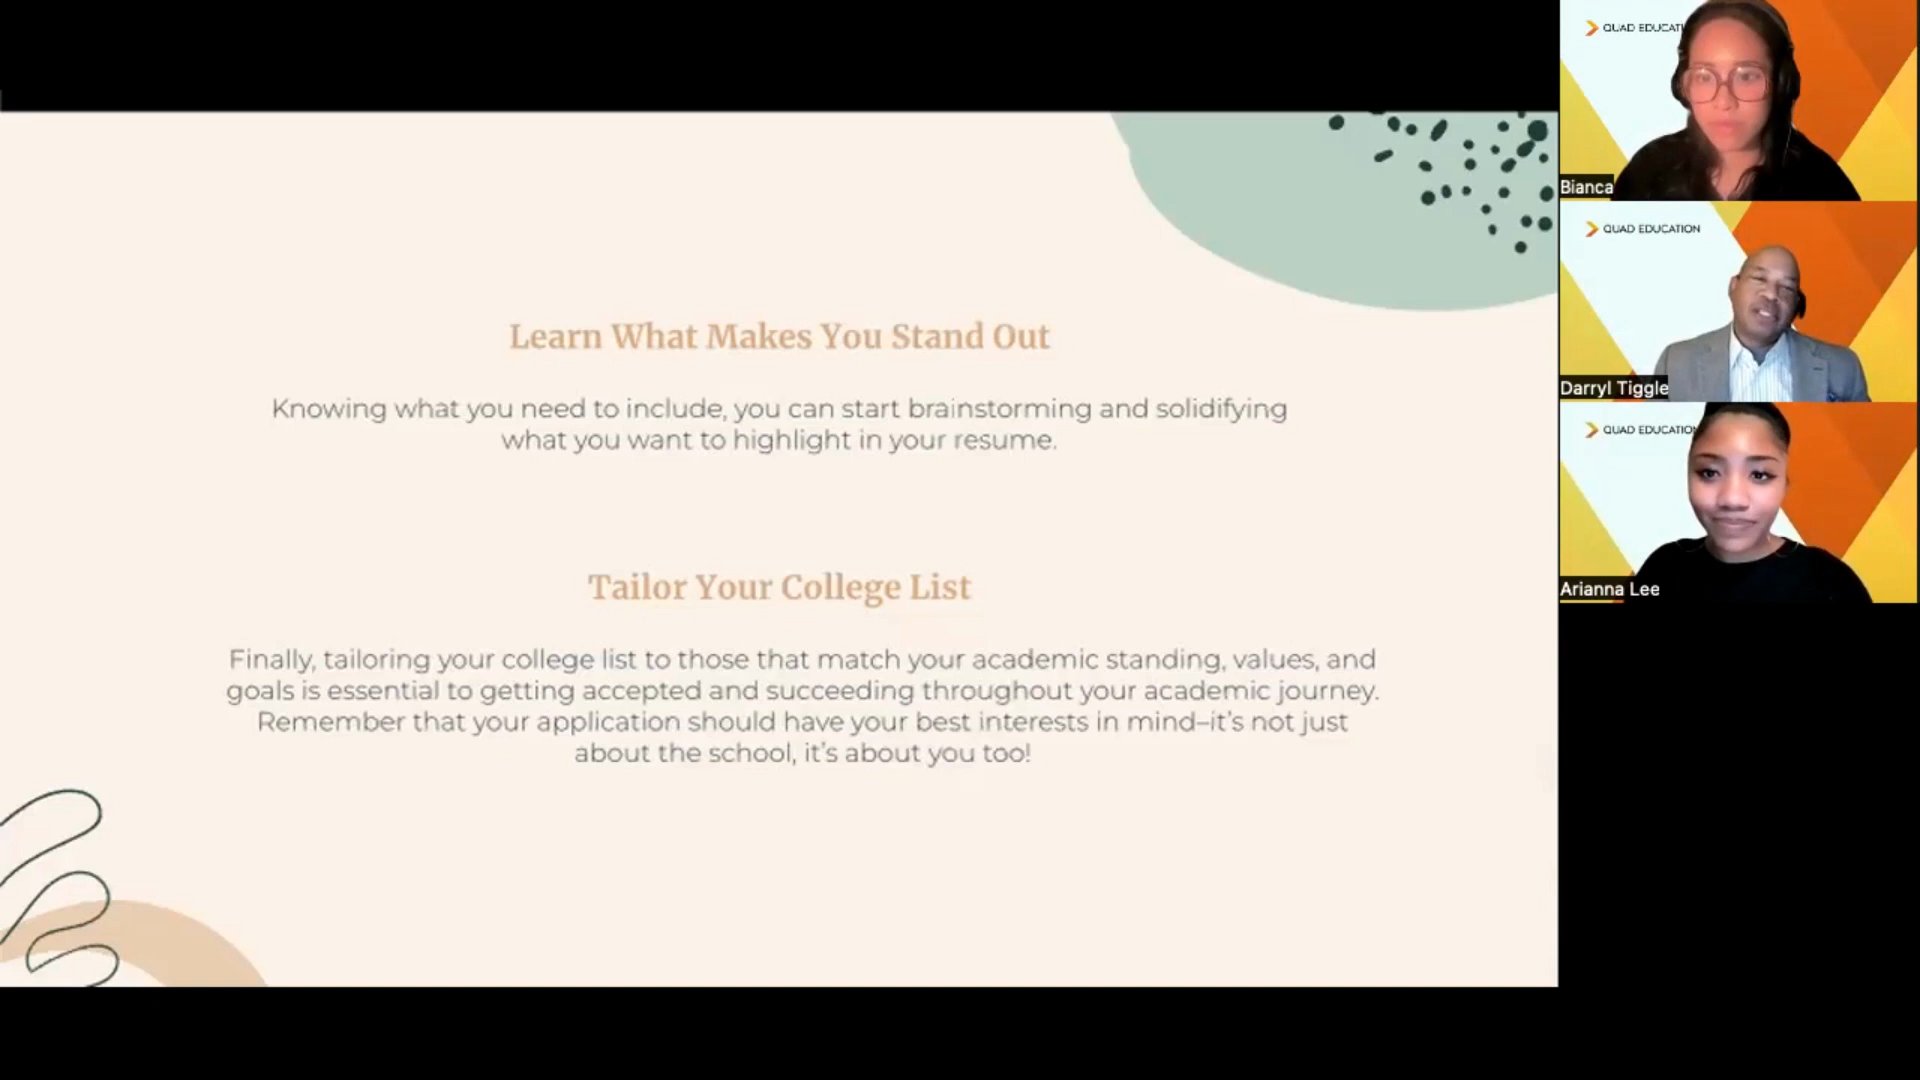 Learn What Makes You Stand Out
Knowing what you need to include, you can start brainstorming and solidifying
what you want to highlight in your resume.
Tailor Your College List
Finally, tailoring your college list to those that match your academic standing, values, and
goals is essential to getting accepted and succeeding throughout your academic journey.
Remember that your application should have your best interests in mind–it's not just
about the school, it's about you too!
QUAD EDUCATI
Bianca
QUAD EDUCATION
Darryl Tiggle
QUAD EDUCATION
Arianna Lee